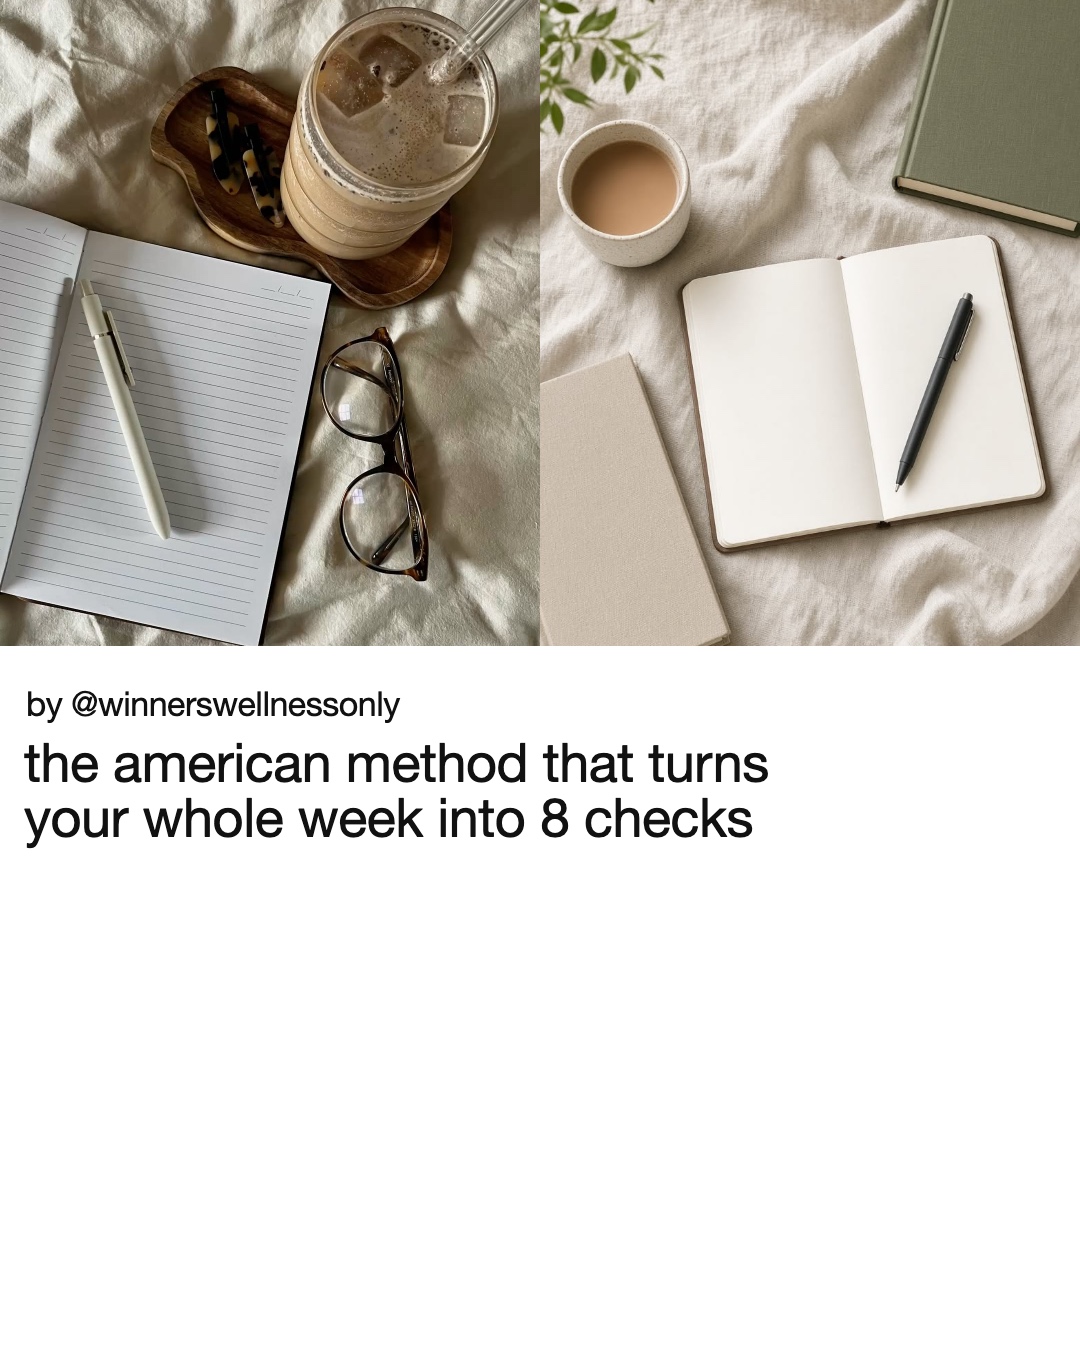 by @winnerswellnessonly
the american method that turns
your whole week into 8 checks